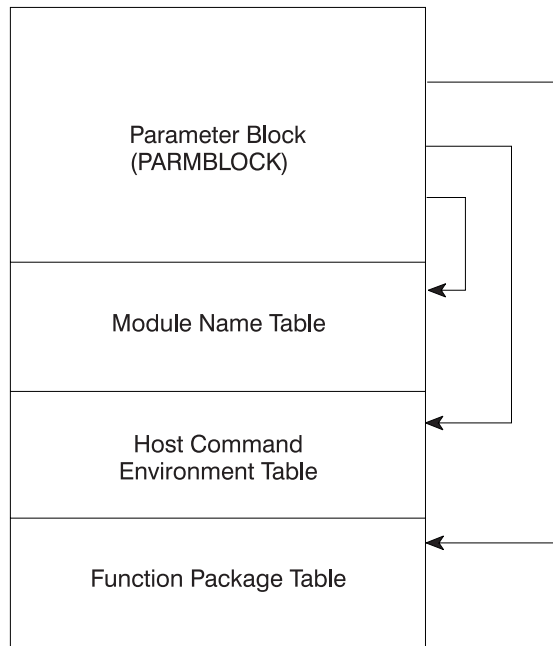 Parameter Block
(PARMBLOCK)
Module Name Table
Host Command
Environment Table
Function Package Table